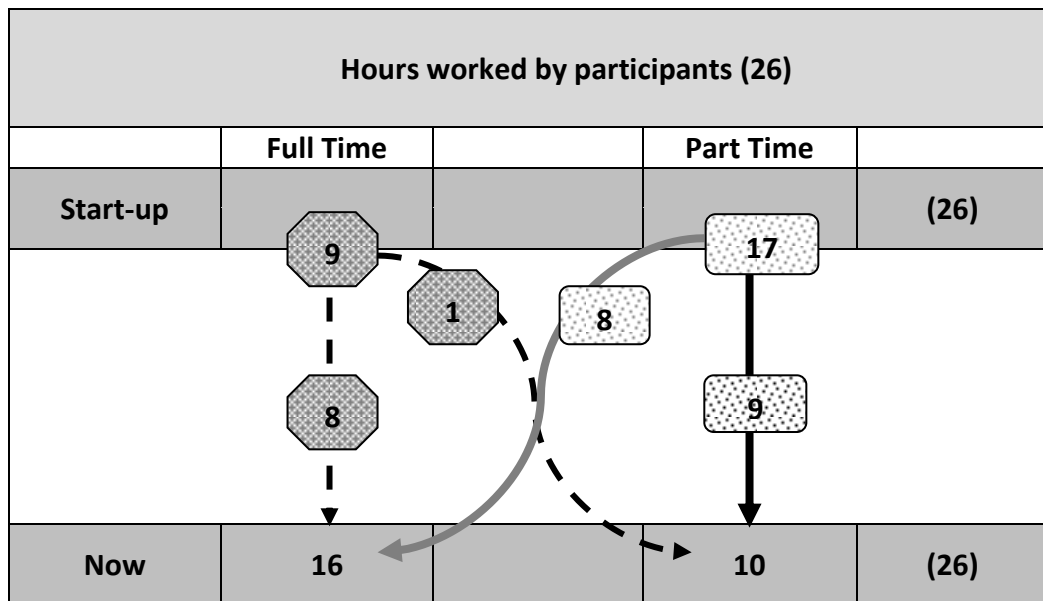 Hours worked by participants (26)
Full Time Part Time
Start-up (26)
9 17
1 8
8 9
Now 16 10 (26)